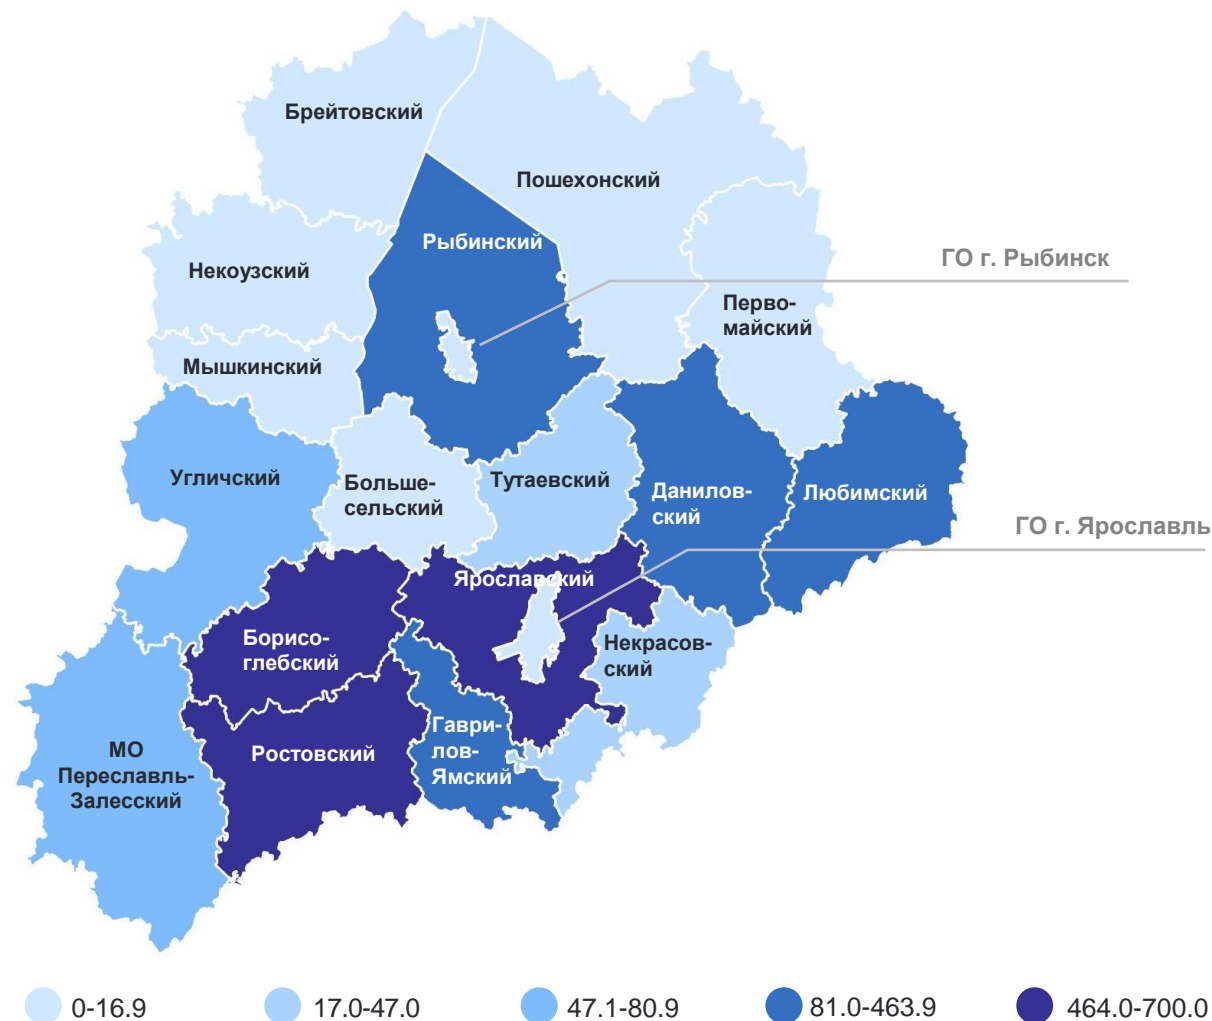 Брейтовский
Пошехонский
Рыбинский
ГО г. Рыбинск
Некоузский
Перво-
майский
Мышкинский
Угличский
Больше-
сельский
Тутаевский
Данилов-
ский
Любимский
ГО г. Ярославль
Ярославский
Борисо-
глебский
Некрасов-
ский
МО
Переславль-
Залесский
Ростовский
Гаври-
лов-
Ямский
0-16.9
17.0-47.0
47.1-80.9
81.0-463.9
464.0-700.0